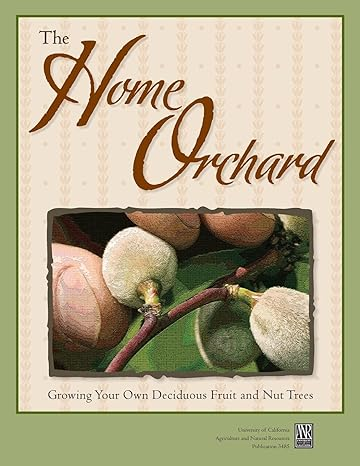 The
Home
Orchard
Growing Your Own Deciduous Fruit and Nut Trees
University of California
Agriculture and Natural Resources
Publication 3485
ANR